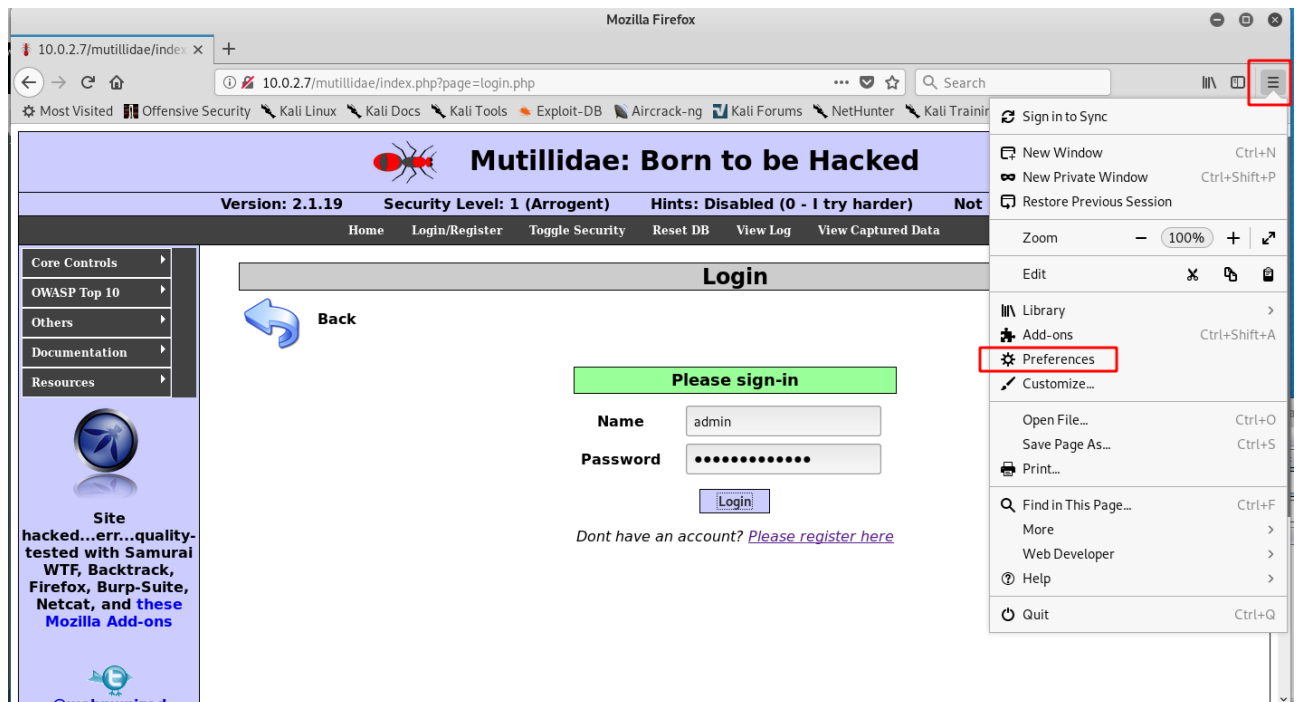 Mozilla Firefox
10.0.2.7/mutillidae/index
10.0.2.7/mutillidae/index.php?page=login.php
Search
Most Visited Offensive Security Kali Linux Kali Docs Kali Tools Exploit-DB Aircrack-ng Kali Forums NetHunter Kali Trainin
Mutillidae: Born to be Hacked
Version: 2.1.19 Security Level: 1 (Arrogent) Hints: Disabled (0 - I try harder) Not
Home Login/Register Toggle Security Reset DB View Log View Captured Data
Core Controls
OWASP Top 10
Others
Documentation
Resources
Site
hacked...err...quality-
tested with Samurai
WTF, Backtrack,
Firefox, Burp-Suite,
Netcat, and these
Mozilla Add-ons
Login
Back
Please sign-in
Name admin
Password
Login
Dont have an account? Please register here
Sign in to Sync
New Window Ctrl+N
New Private Window Ctrl+Shift+P
Restore Previous Session
Zoom 100%
Edit
Library
Add-ons Ctrl+Shift+A
Preferences
Customize...
Open File... Ctrl+O
Save Page As... Ctrl+S
Print...
Find in This Page... Ctrl+F
More
Web Developer
Help
Quit Ctrl+Q